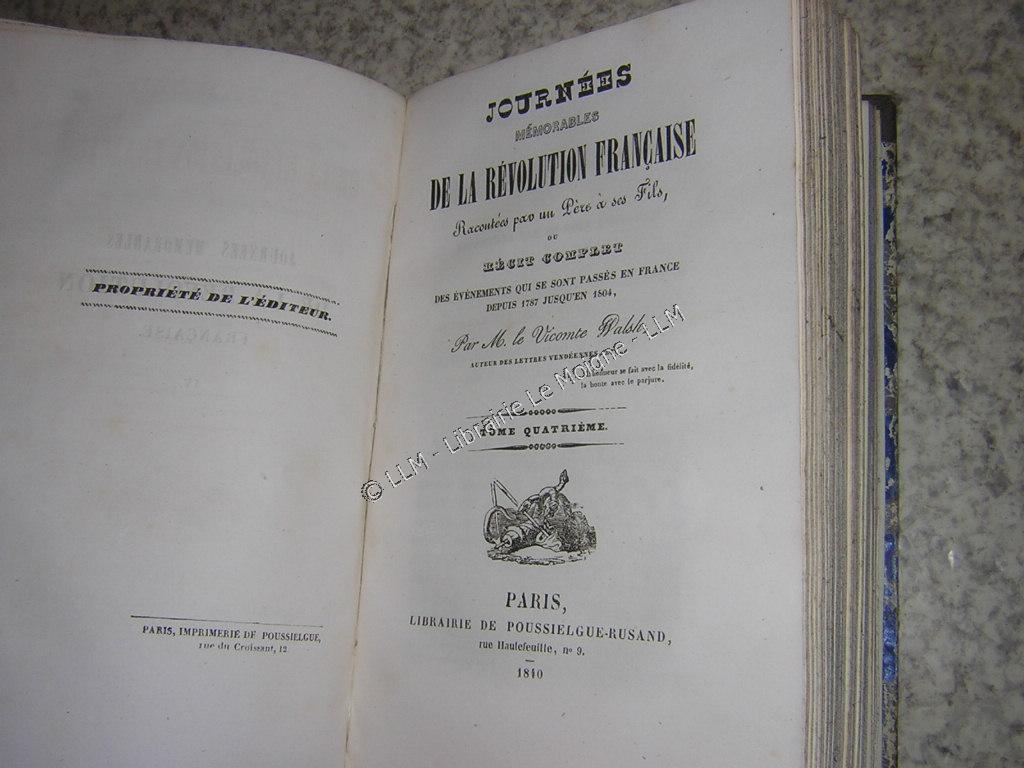 PROPRIÉTÉ DE L'ÉDITEUR.
PARIS, IMPRIMERIE DE POUSSIELGUE,
rue du Croissant, 12
JOURNÉES
MÉMORABLES
DE LA RÉVOLUTION FRANÇAISE
Racontées par un Père à ses Fils,
OU
RÉCIT COMPLET
DES ÉVÉNEMENTS QUI SE SONT PASSÉS EN FRANCE
DEPUIS 1787 JUSQU'EN 1804,
Par M. le Vicomte Walsh,
AUTEUR DES LETTRES VENDÉENNES
L'honneur se fait avec la fidélité,
la honte avec le parjure.
TOME QUATRIÈME.
PARIS,
LIBRAIRIE DE POUSSIELGUE-RUSAND,
rue Hautefeuille, nº 9.
1840
© LLM - Librairie Le Moigne - LLM